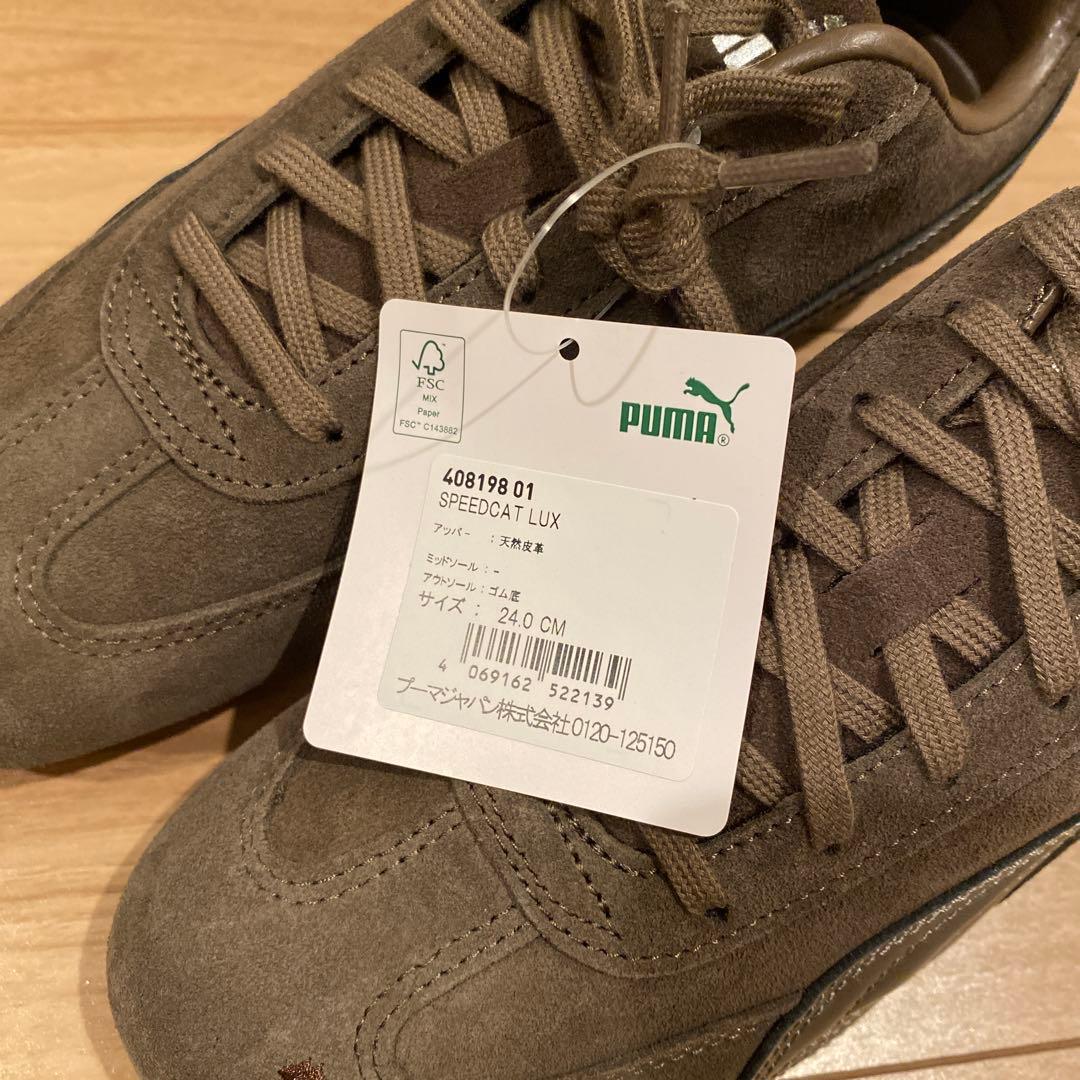 FSC
MIX
Paper
FSC™ C143882
PUMA®
408198 01
SPEEDCAT LUX
アッパー : 天然皮革
ミッドソール : -
アウトソール : ゴム底
サイズ : 24.0 CM
4 069162 522139
プーマジャパン株式会社0120-125150